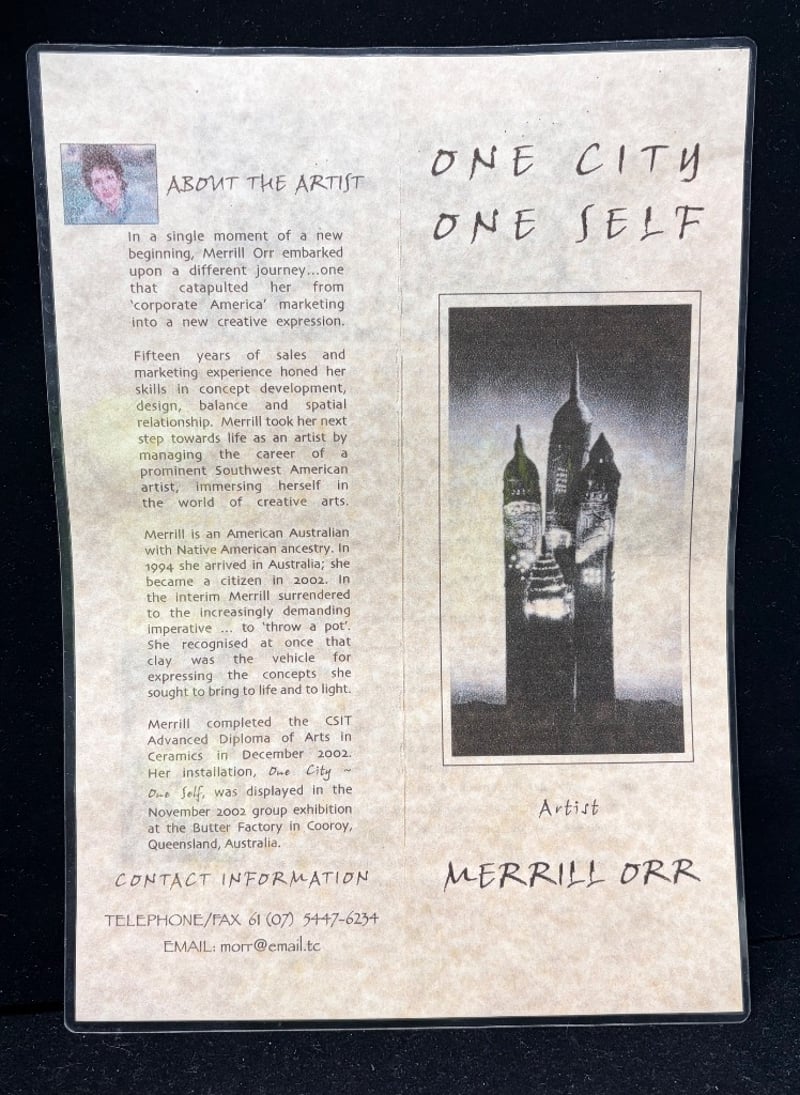 ABOUT THE ARTIST
In a single moment of a new
beginning, Merrill Orr embarked
upon a different journey...one
that catapulted her from
'corporate America' marketing
into a new creative expression.
Fifteen years of sales and
marketing experience honed her
skills in concept development,
design, balance and spatial
relationship. Merrill took her next
step towards life as an artist by
managing the career of a
prominent Southwest American
artist, immersing herself in
the world of creative arts.
Merrill is an American Australian
with Native American ancestry. In
1994 she arrived in Australia; she
became a citizen in 2002. In
the interim Merrill surrendered
to the increasingly demanding
imperative ... to 'throw a pot'.
She recognised at once that
clay was the vehicle for
expressing the concepts she
sought to bring to life and to light.
Merrill completed the CSIT
Advanced Diploma of Arts in
Ceramics in December 2002.
Her installation, One City ~
One Self, was displayed in the
November 2002 group exhibition
at the Butter Factory in Cooroy,
Queensland, Australia.
CONTACT INFORMATION
TELEPHONE/FAX 61 (07) 5447-6234
EMAIL: morr@email.tc
ONE CITY
ONE SELF
Artist
MERRILL ORR